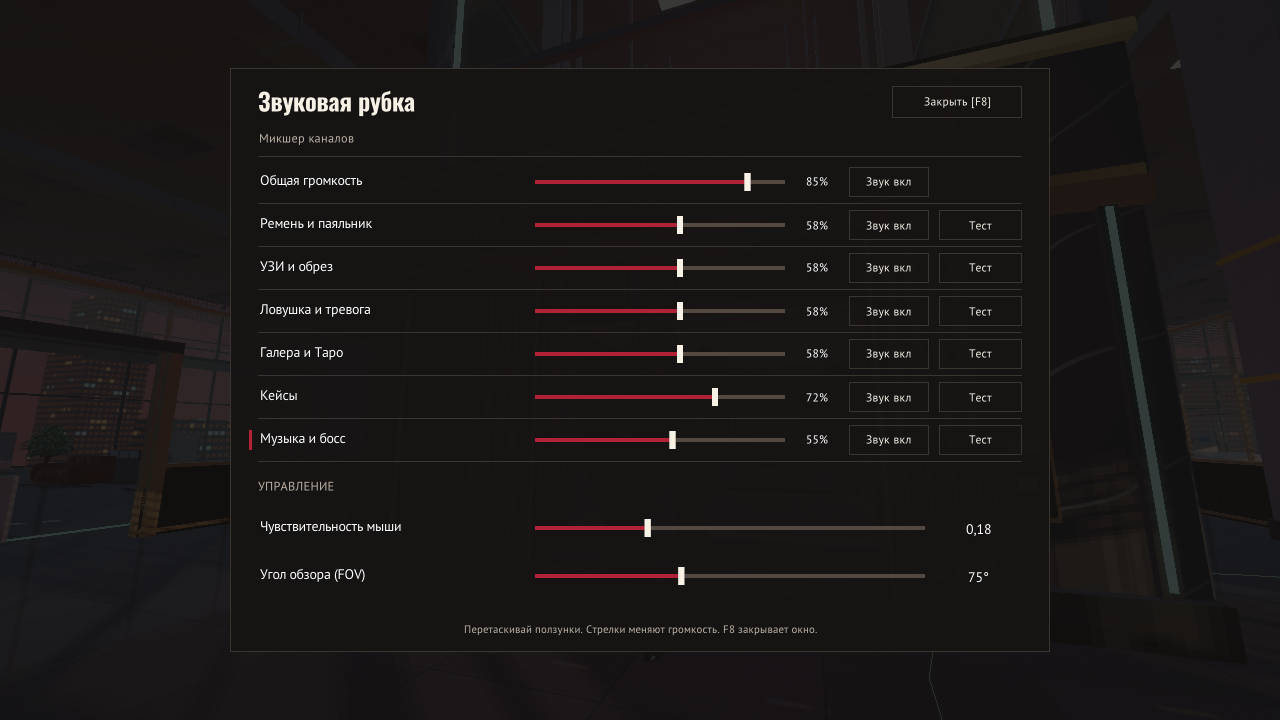 Звуковая рубка
Закрыть [F8]
Микшер каналов
Общая громкость 85% Звук вкл
Ремень и паяльник 58% Звук вкл Тест
УЗИ и обрез 58% Звук вкл Тест
Ловушка и тревога 58% Звук вкл Тест
Галера и Таро 58% Звук вкл Тест
Кейсы 72% Звук вкл Тест
Музыка и босс 55% Звук вкл Тест
УПРАВЛЕНИЕ
Чувствительность мыши 0,18
Угол обзора (FOV) 75°
Перетаскивай ползунки. Стрелки меняют громкость. F8 закрывает окно.